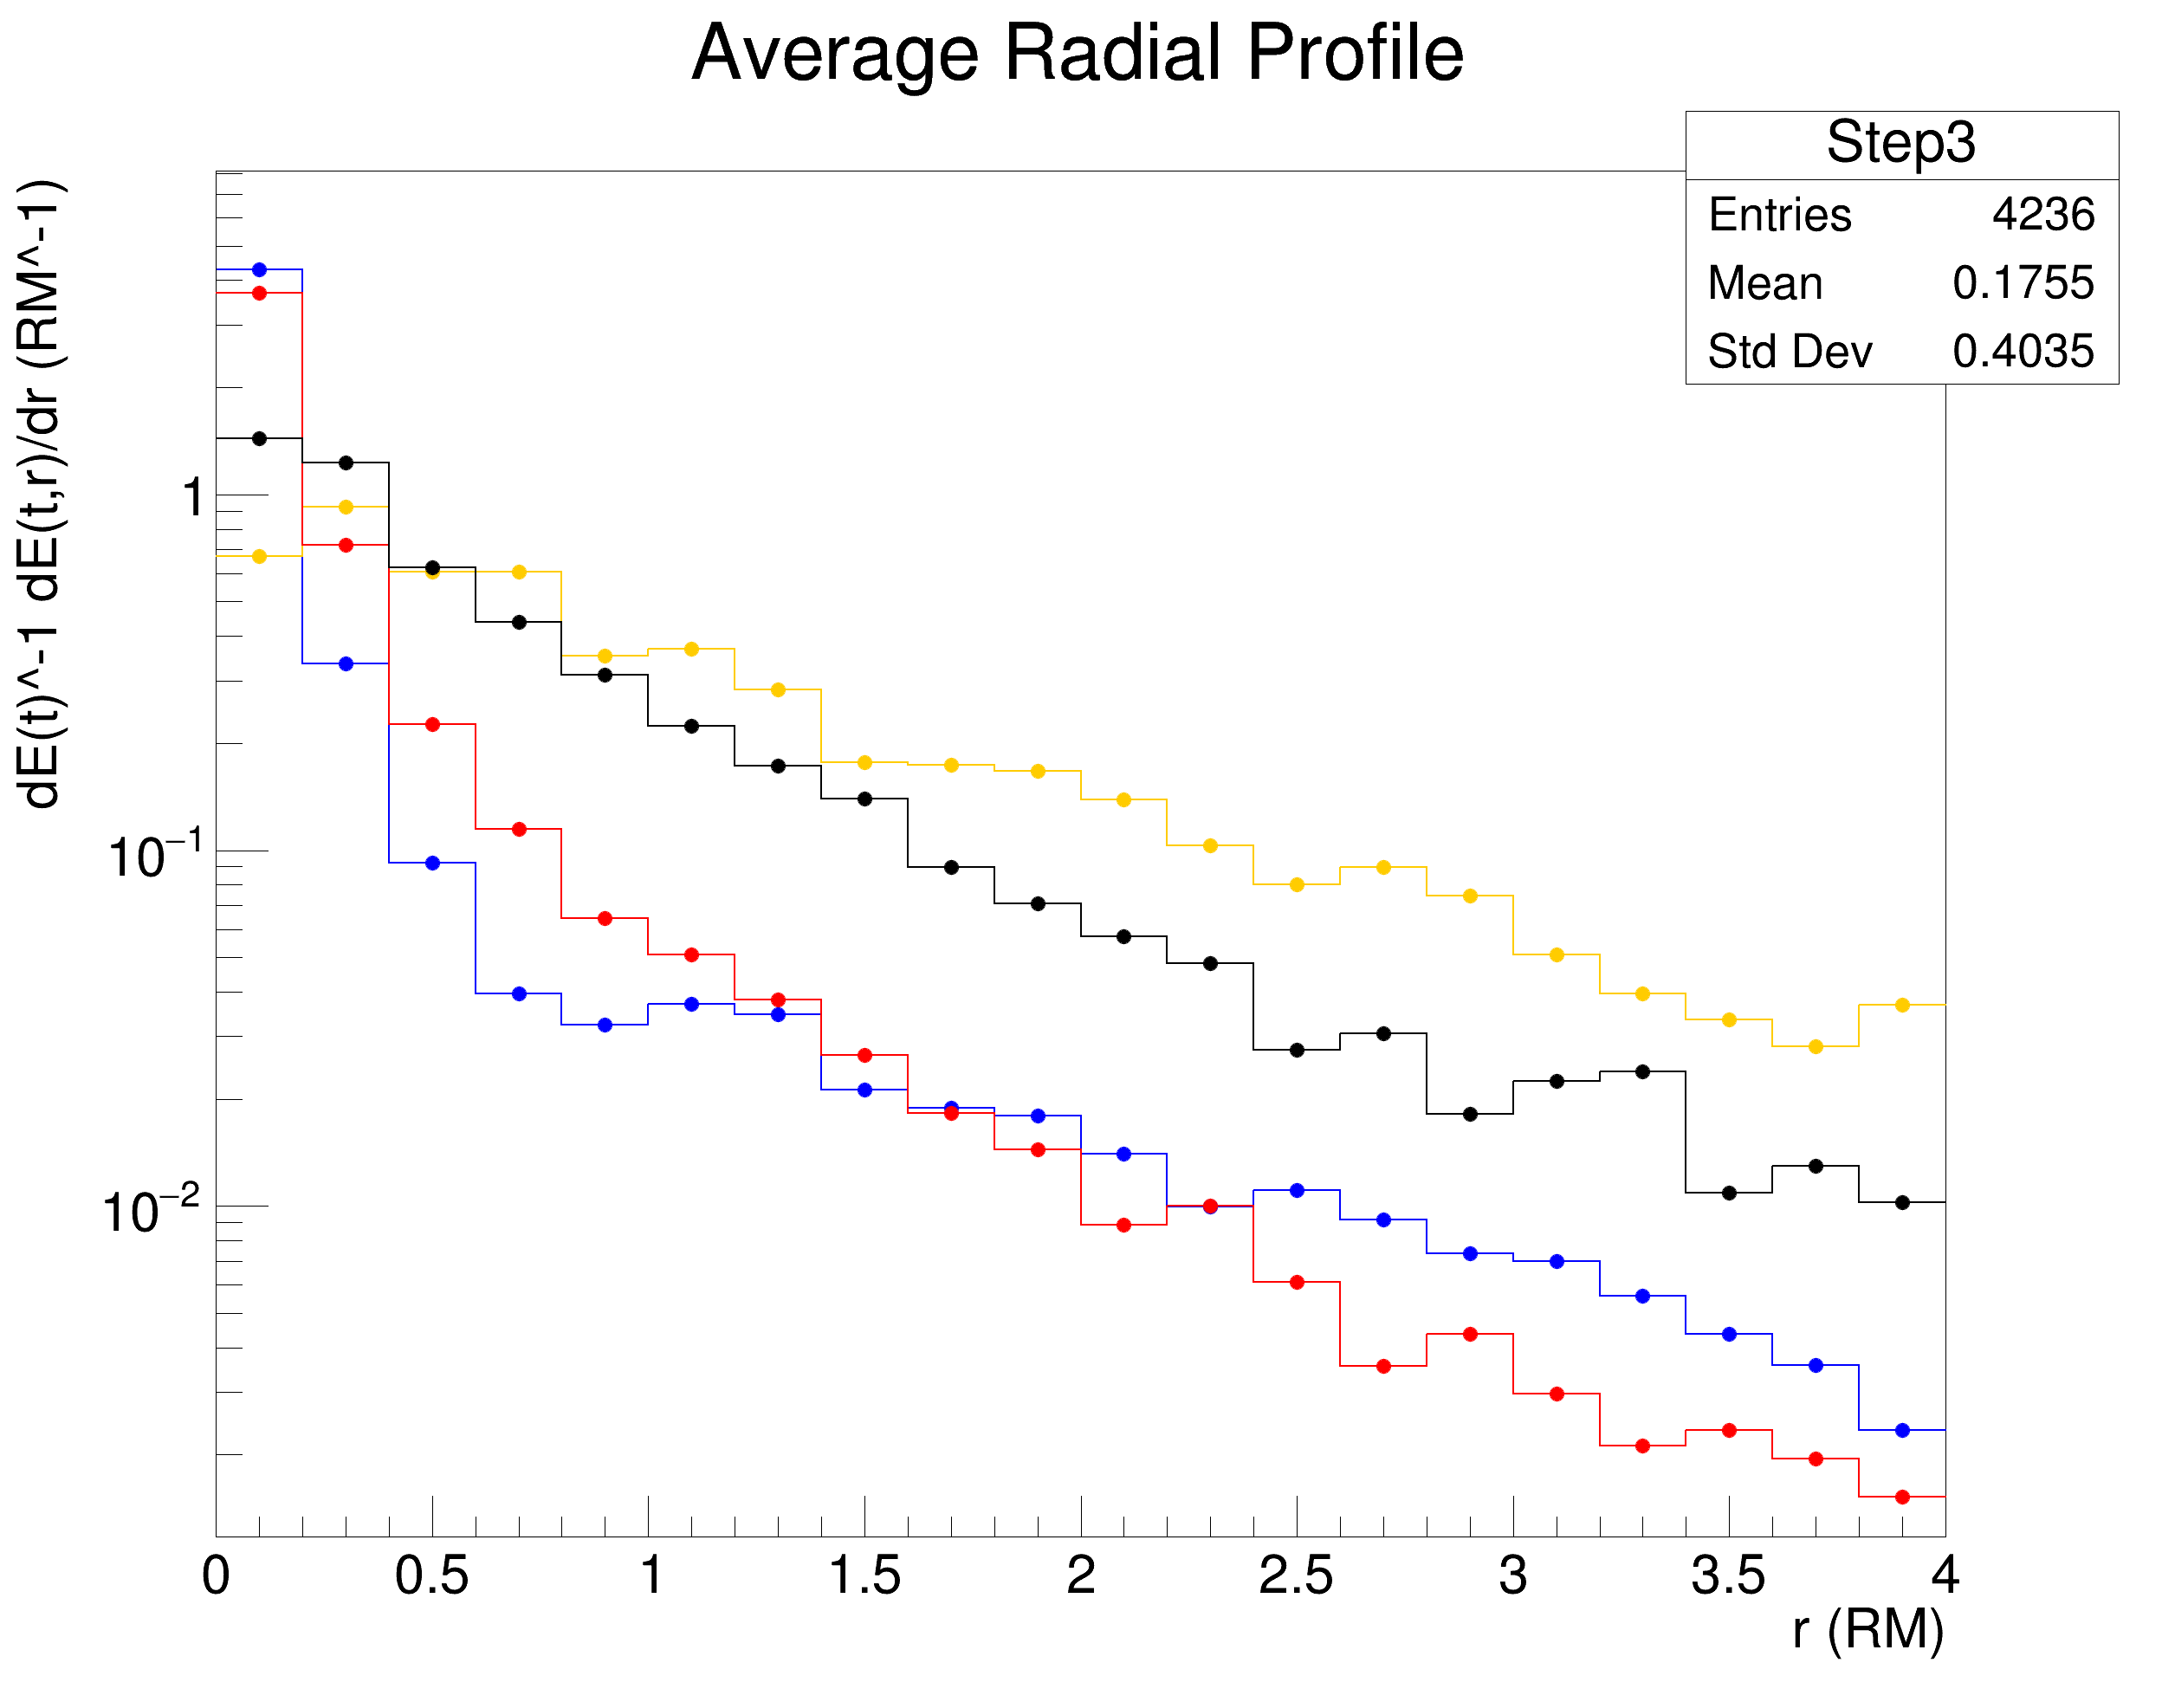 Average Radial Profile
Step3
Entries 4236
Mean 0.1755
Std Dev 0.4035
dE(t)^-1 dE(t,r)/dr (RM^-1)
1
10−1
10−2
0 0.5 1 1.5 2 2.5 3 3.5 4
r (RM)